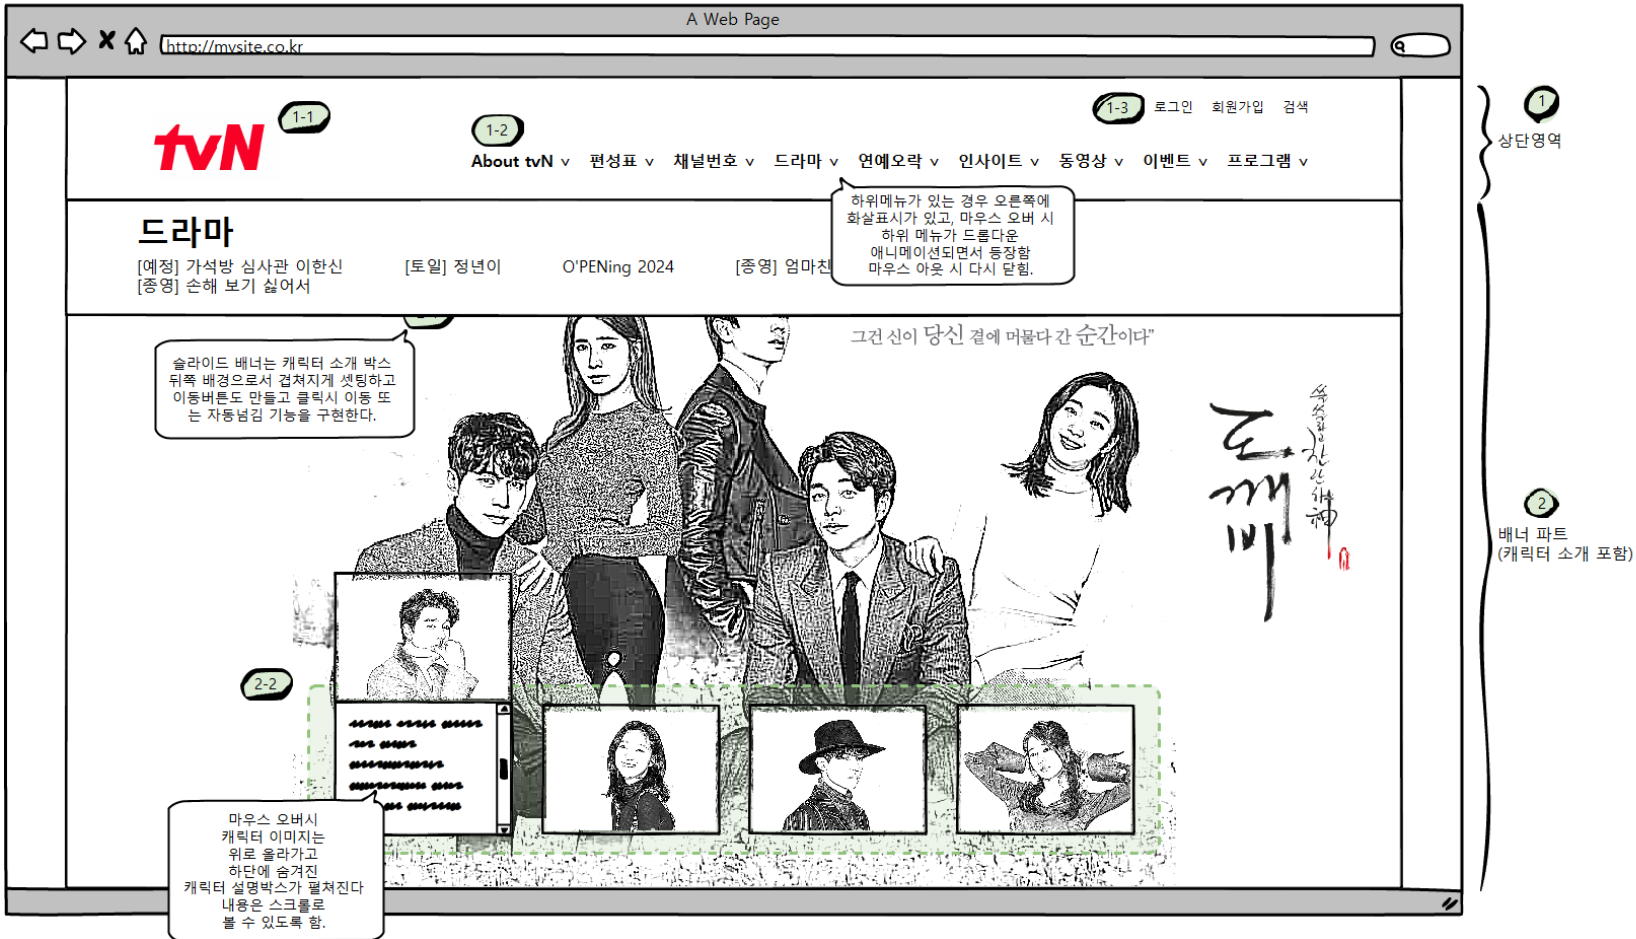 A Web Page
http://mysite.co.kr
tvN
1-1
1-2
1-3
로그인 회원가입 검색
About tvN ∨ 편성표 ∨ 채널번호 ∨ 드라마 ∨ 연예오락 ∨ 인사이트 ∨ 동영상 ∨ 이벤트 ∨ 프로그램 ∨
1
상단영역
하위메뉴가 있는 경우 오른쪽에
화살표시가 있고, 마우스 오버 시
하위 메뉴가 드롭다운
애니메이션되면서 등장함
마우스 아웃 시 다시 닫힘.
드라마
[예정] 가석방 심사관 이한신 [토일] 정년이 O'PENing 2024 [종영] 엄마친
[종영] 손해 보기 싫어서
슬라이드 배너는 캐릭터 소개 박스
뒤쪽 배경으로서 겹쳐지게 셋팅하고
이동버튼도 만들고 클릭시 이동 또
는 자동넘김 기능을 구현한다.
그건 신이 당신 곁에 머물다 간 순간이다”
쓸쓸하고 찬란하神
도깨비
2
배너 파트
(캐릭터 소개 포함)
2-2
마우스 오버시
캐릭터 이미지는
위로 올라가고
하단에 숨겨진
캐릭터 설명박스가 펼쳐진다
내용은 스크롤로
볼 수 있도록 함.